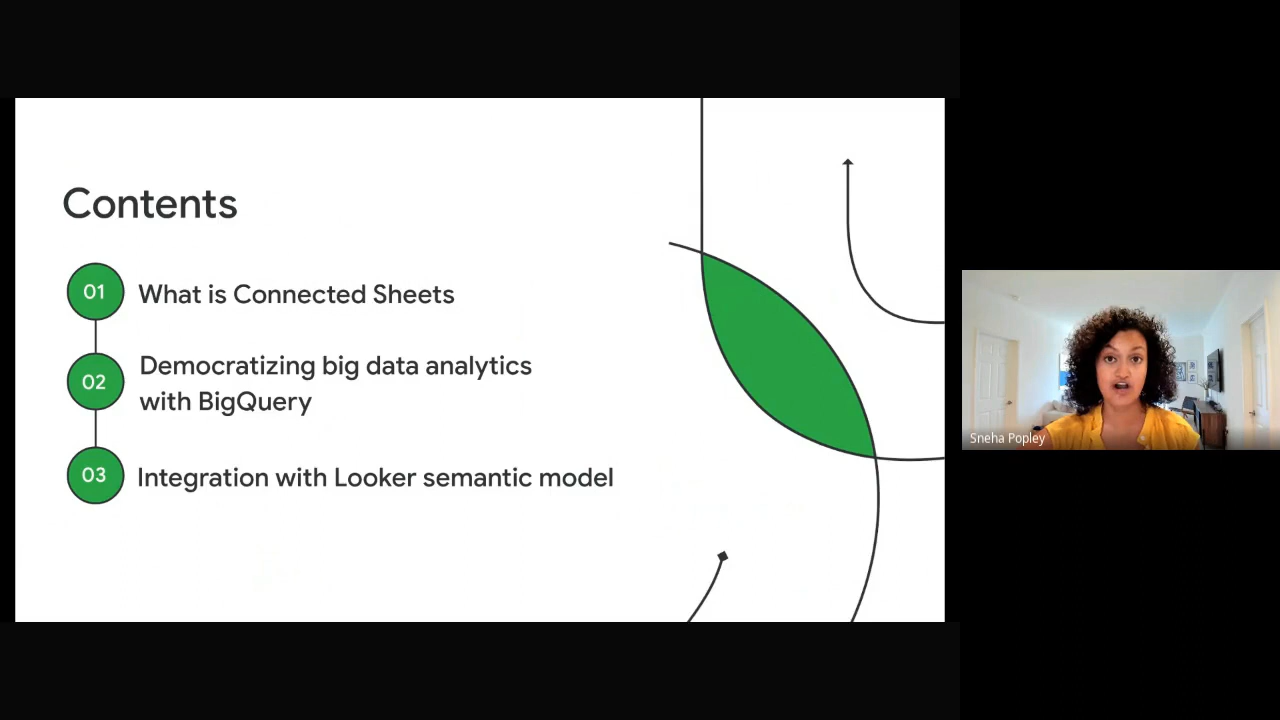 Contents
01 What is Connected Sheets
02 Democratizing big data analytics
with BigQuery
03 Integration with Looker semantic model
Sneha Popley